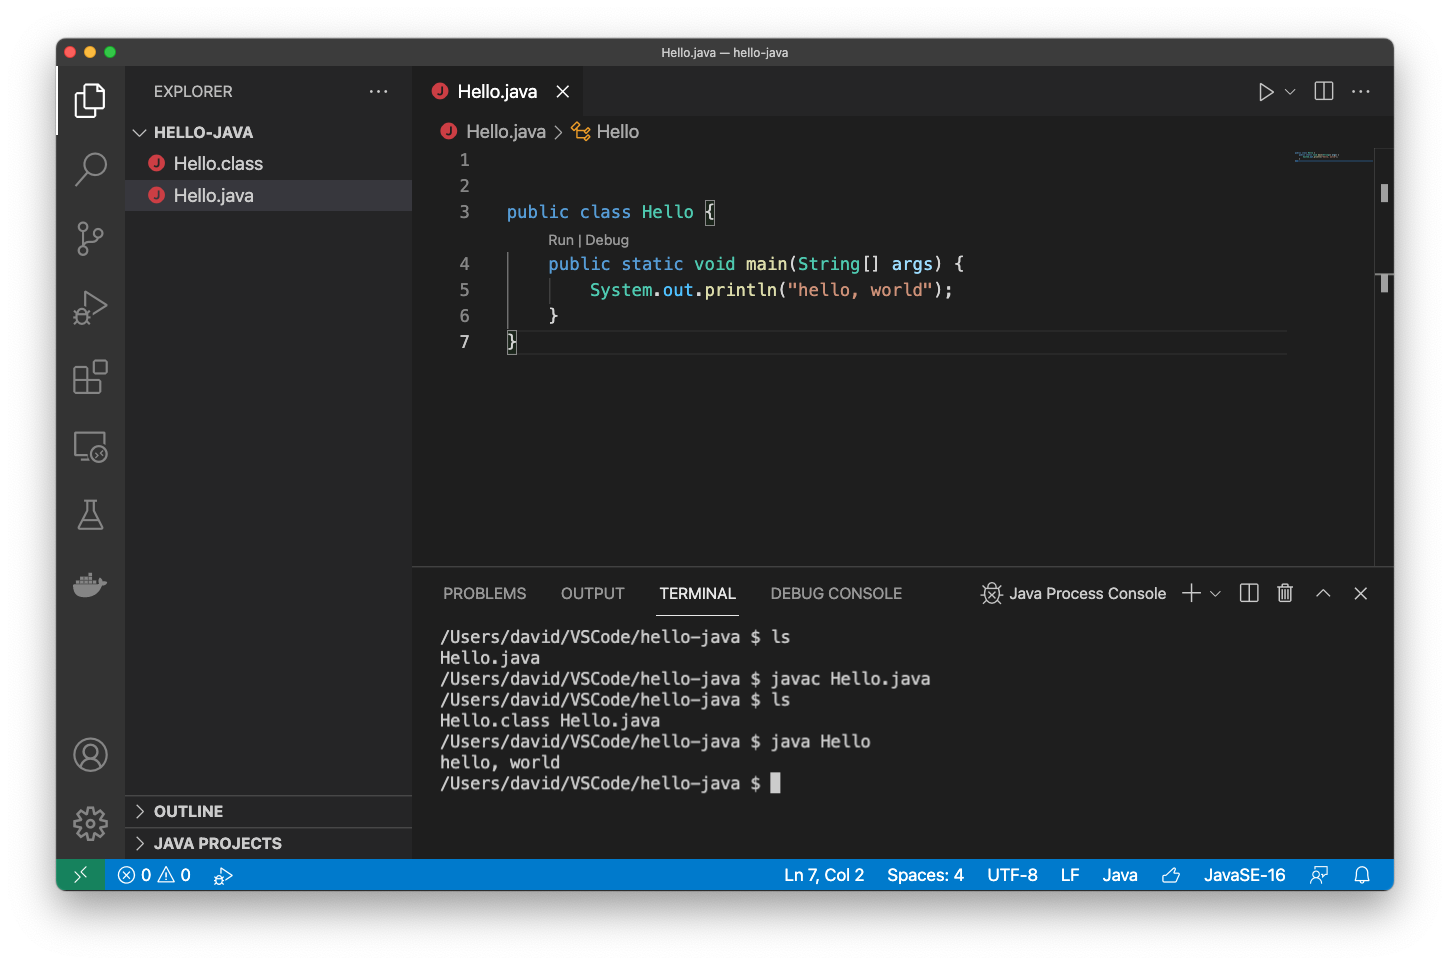 Hello.java — hello-java
EXPLORER
HELLO-JAVA
Hello.class
Hello.java
OUTLINE
JAVA PROJECTS
Hello.java
Hello.java > Hello
1
2
3 public class Hello {
Run | Debug
4 public static void main(String[] args) {
5 System.out.println("hello, world");
6 }
7 }
PROBLEMS OUTPUT TERMINAL DEBUG CONSOLE Java Process Console
/Users/david/VSCode/hello-java $ ls
Hello.java
/Users/david/VSCode/hello-java $ javac Hello.java
/Users/david/VSCode/hello-java $ ls
Hello.class Hello.java
/Users/david/VSCode/hello-java $ java Hello
hello, world
/Users/david/VSCode/hello-java $
0 0 Ln 7, Col 2 Spaces: 4 UTF-8 LF Java JavaSE-16